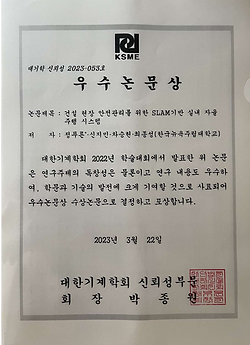 KSME
대기학 신뢰성 2023-053호
우수논문상
논문제목 : 건설 현장 안전관리를 위한 SLAM기반 실내 자율
주행 시스템
저 자 : 정푸른*·신지민·차승현·최종성(한국뉴욕주립대학교)
대한기계학회 2022년 학술대회에서 발표한 위 논문
은 연구주제의 독창성은 물론이고 연구 내용도 우수하
여, 학문과 기술의 발전에 크게 기여할 것으로 사료되어
우수논문상 수상논문으로 결정하고 표창합니다.
2023년 3월 22일
대한기계학회 신뢰성부문
회장 박종원